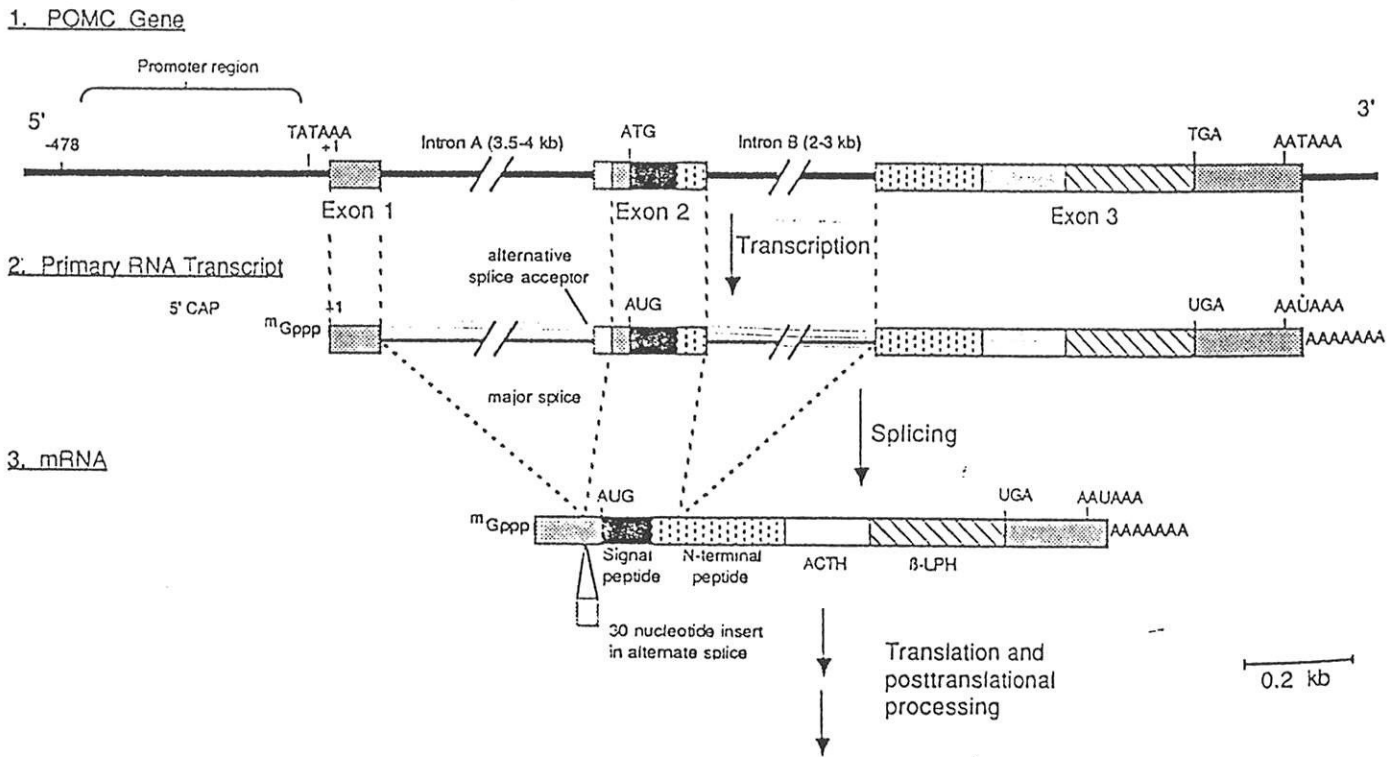 1. POMC Gene
Promoter region
5'
3'
-478
TATAAA
+1
Intron A (3.5-4 kb)
ATG
Intron B (2-3 kb)
TGA
AATAAA
Exon 1
Exon 2
Exon 3
Transcription
2. Primary RNA Transcript
alternative
splice acceptor
5' CAP
+1
mGppp
AUG
UGA
AAUAAA
AAAAAAA
major splice
Splicing
3. mRNA
mGppp
AUG
UGA
AAUAAA
AAAAAAA
Signal
peptide
N-terminal
peptide
ACTH
ß-LPH
30 nucleotide insert
in alternate splice
Translation and
posttranslational
processing
0.2 kb